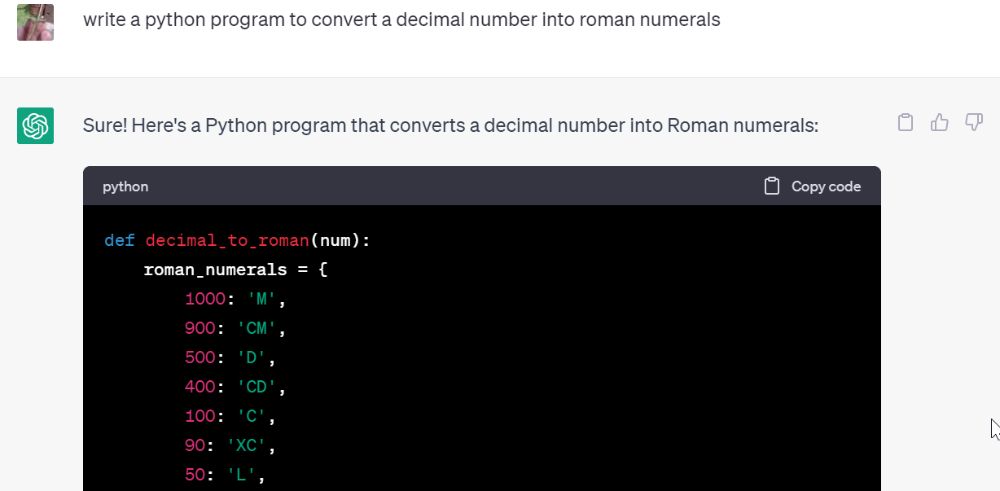 write a python program to convert a decimal number into roman numerals
Sure! Here's a Python program that converts a decimal number into Roman numerals:
python Copy code
def decimal_to_roman(num):
    roman_numerals = {
        1000: 'M',
        900: 'CM',
        500: 'D',
        400: 'CD',
        100: 'C',
        90: 'XC',
        50: 'L',